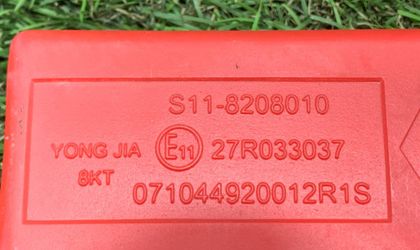 S11-8208010
YONG JIA E11 27R033037
8KT
071044920012R1S